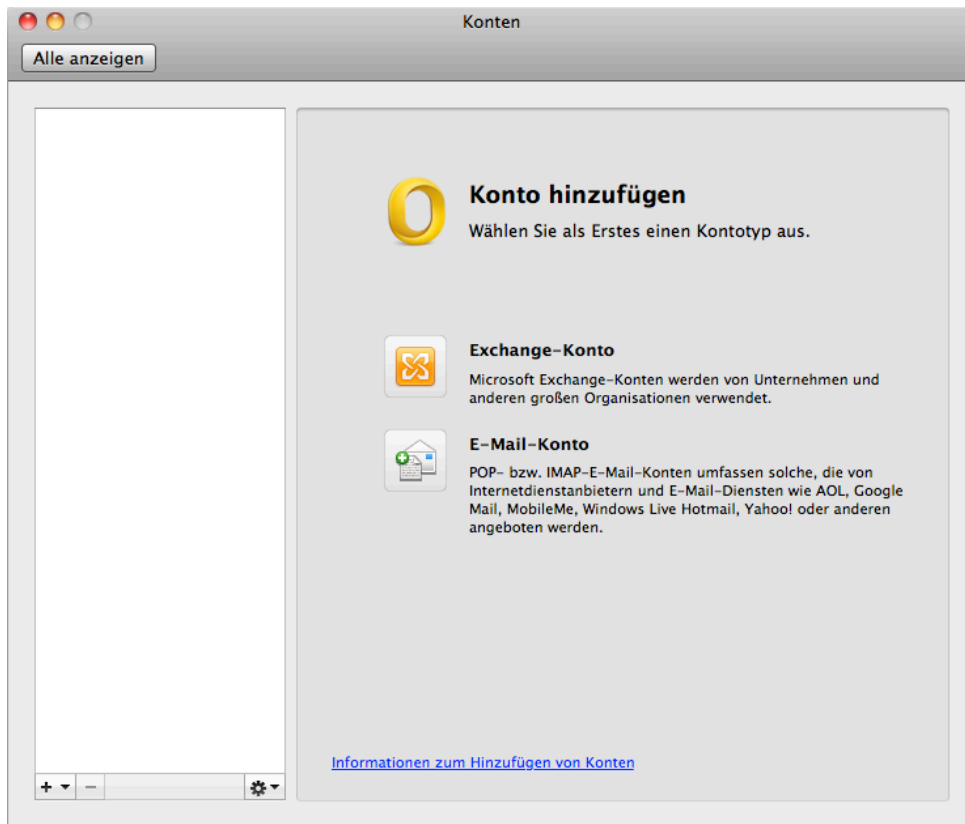 Konten
Alle anzeigen
Konto hinzufügen
Wählen Sie als Erstes einen Kontotyp aus.
Exchange-Konto
Microsoft Exchange-Konten werden von Unternehmen und
anderen großen Organisationen verwendet.
E-Mail-Konto
POP- bzw. IMAP-E-Mail-Konten umfassen solche, die von
Internetdienstanbietern und E-Mail-Diensten wie AOL, Google
Mail, MobileMe, Windows Live Hotmail, Yahoo! oder anderen
angeboten werden.
Informationen zum Hinzufügen von Konten